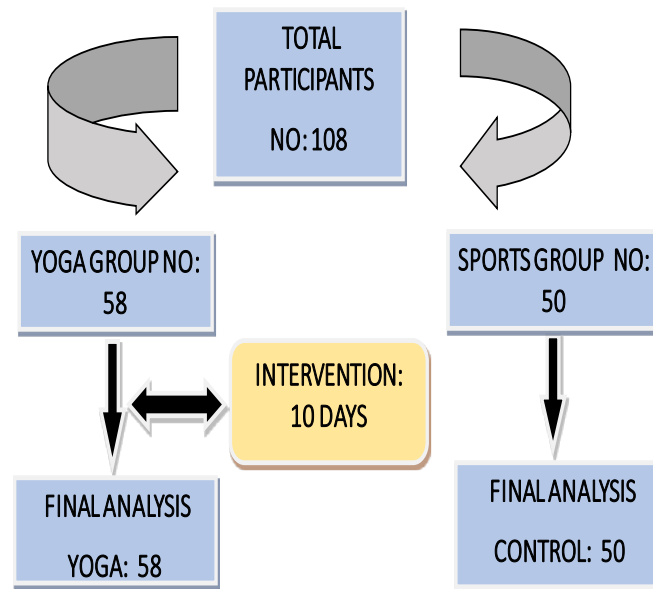 TOTAL
PARTICIPANTS
NO: 108
YOGA GROUP NO:
58
SPORTS GROUP NO:
50
INTERVENTION:
10 DAYS
FINAL ANALYSIS
YOGA: 58
FINAL ANALYSIS
CONTROL: 50